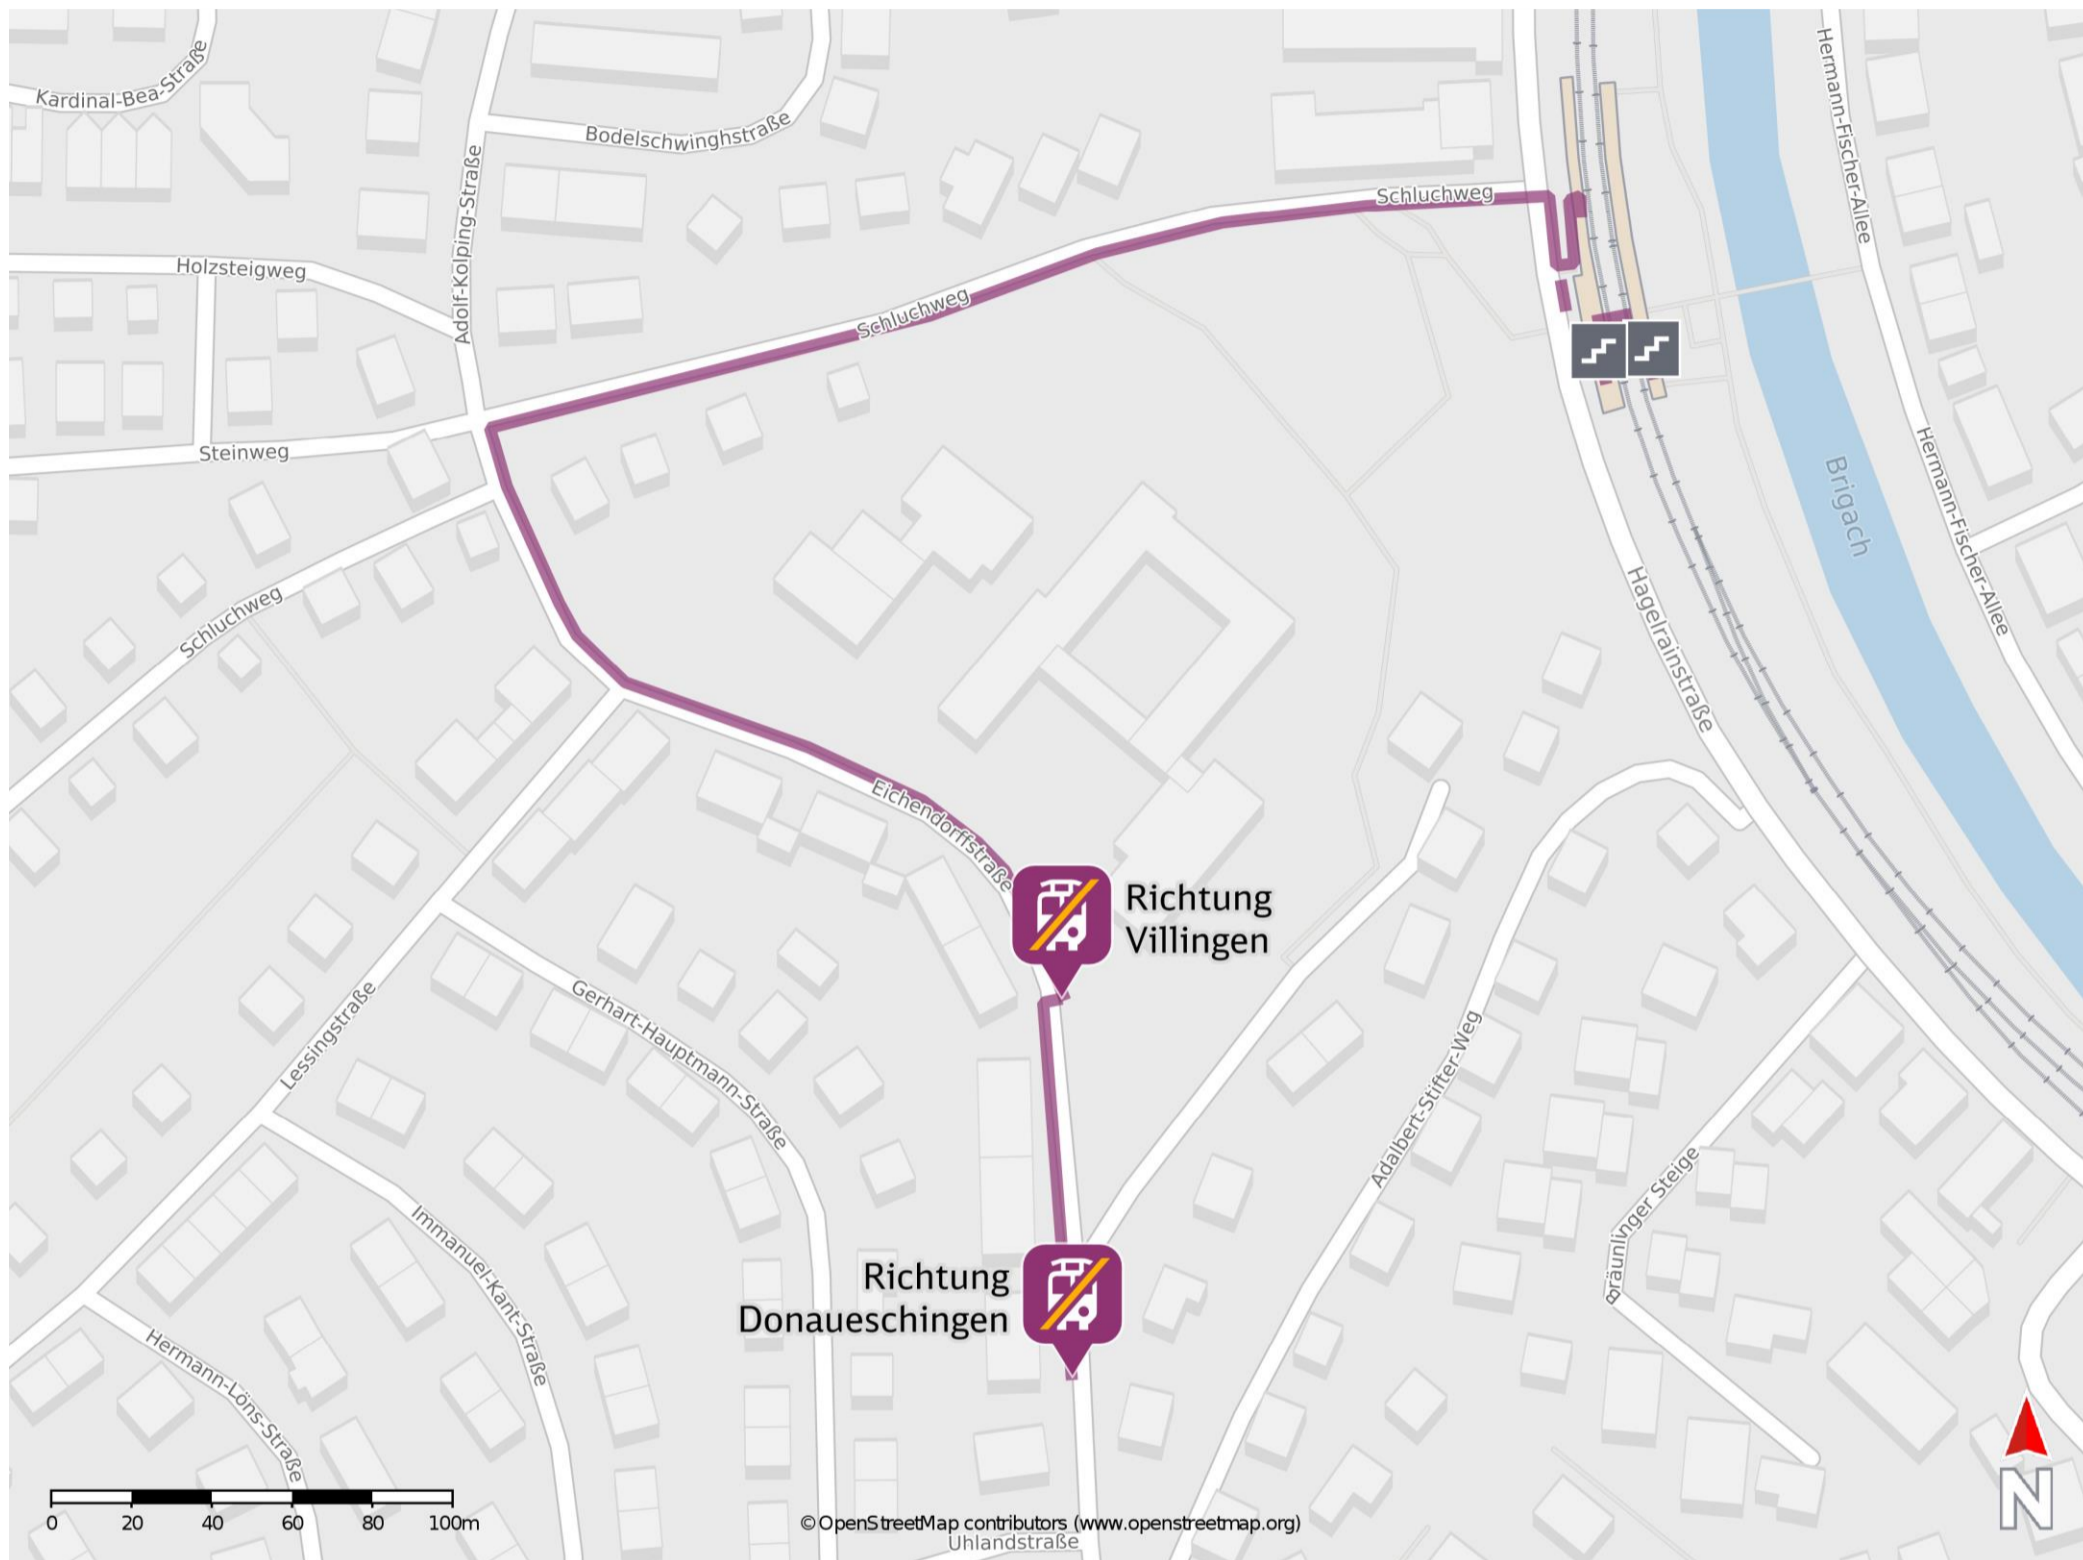 Kardinal-Bea-Straße
Bodelschwinghstraße
Adolf-Kolping-Straße
Hermann-Fischer-Allee
Schluchweg
Holzsteigweg
Schluchweg
Steinweg
Brigach
Hermann-Fischer-Allee
Schluchweg
Hagelrainstraße
Eichendorffstraße
Richtung
Villingen
Lessingstraße
Gerhart-Hauptmann-Straße
Adalbert-Stifter-Weg
Bräunlinger Steige
Immanuel-Kant-Straße
Richtung
Donaueschingen
Hermann-Löns-Straße
N
0 20 40 60 80 100m
©OpenStreetMap contributors (www.openstreetmap.org)
Uhlandstraße